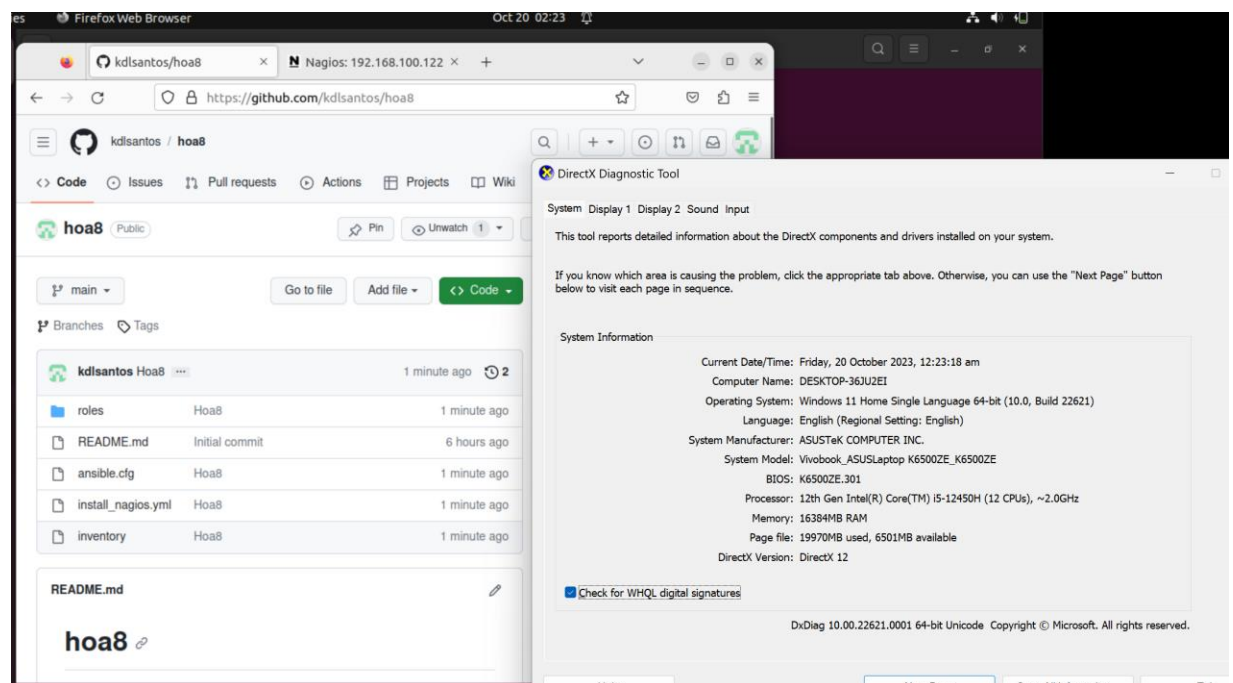 es Firefox Web Browser Oct 20 02:23
kdlsantos/hoa8 × N Nagios: 192.168.100.122 × +
https://github.com/kdlsantos/hoa8
kdlsantos / hoa8
<> Code Issues Pull requests Actions Projects Wiki
hoa8 Public Pin Unwatch 1
main Go to file Add file <> Code
Branches Tags
kdlsantos Hoa8 ... 1 minute ago 2
roles Hoa8 1 minute ago
README.md Initial commit 6 hours ago
ansible.cfg Hoa8 1 minute ago
install_nagios.yml Hoa8 1 minute ago
inventory Hoa8 1 minute ago
README.md
hoa8
DirectX Diagnostic Tool
System Display 1 Display 2 Sound Input
This tool reports detailed information about the DirectX components and drivers installed on your system.
If you know which area is causing the problem, click the appropriate tab above. Otherwise, you can use the "Next Page" button
below to visit each page in sequence.
System Information
Current Date/Time: Friday, 20 October 2023, 12:23:18 am
Computer Name: DESKTOP-36JU2EI
Operating System: Windows 11 Home Single Language 64-bit (10.0, Build 22621)
Language: English (Regional Setting: English)
System Manufacturer: ASUSTeK COMPUTER INC.
System Model: Vivobook_ASUSLaptop K6500ZE_K6500ZE
BIOS: K6500ZE.301
Processor: 12th Gen Intel(R) Core(TM) i5-12450H (12 CPUs), ~2.0GHz
Memory: 16384MB RAM
Page file: 19970MB used, 6501MB available
DirectX Version: DirectX 12
Check for WHQL digital signatures
DxDiag 10.00.22621.0001 64-bit Unicode Copyright © Microsoft. All rights reserved.